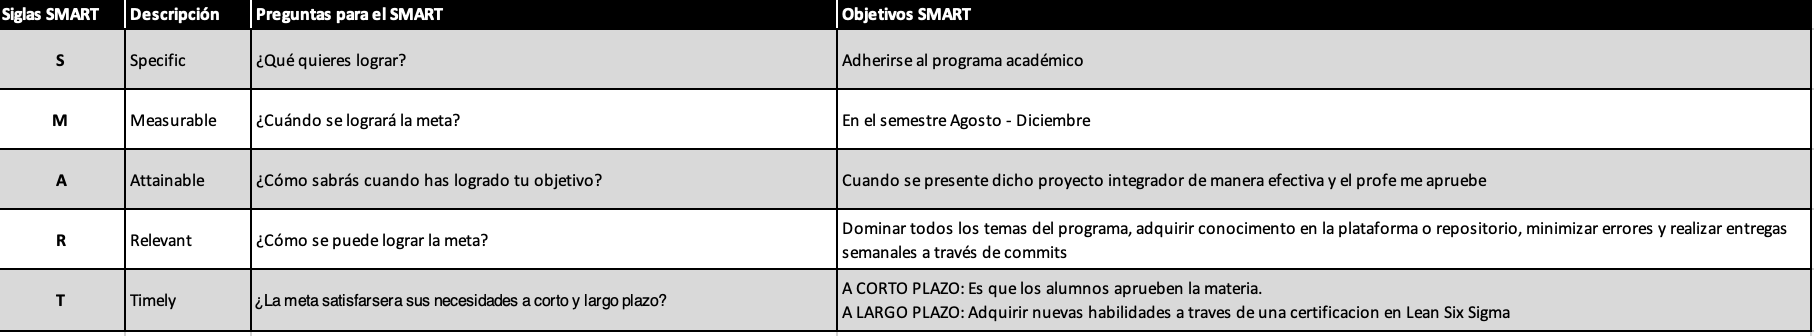 Siglas SMART Descripción Preguntas para el SMART Objetivos SMART
S Specific ¿Qué quieres lograr? Adherirse al programa académico
M Measurable ¿Cuándo se logrará la meta? En el semestre Agosto - Diciembre
A Attainable ¿Cómo sabrás cuando has logrado tu objetivo? Cuando se presente dicho proyecto integrador de manera efectiva y el profe me apruebe
R Relevant ¿Cómo se puede lograr la meta? Dominar todos los temas del programa, adquirir conocimento en la plataforma o repositorio, minimizar errores y realizar entregas
semanales a través de commits
T Timely ¿La meta satisfarsera sus necesidades a corto y largo plazo? A CORTO PLAZO: Es que los alumnos aprueben la materia.
A LARGO PLAZO: Adquirir nuevas habilidades a traves de una certificacion en Lean Six Sigma